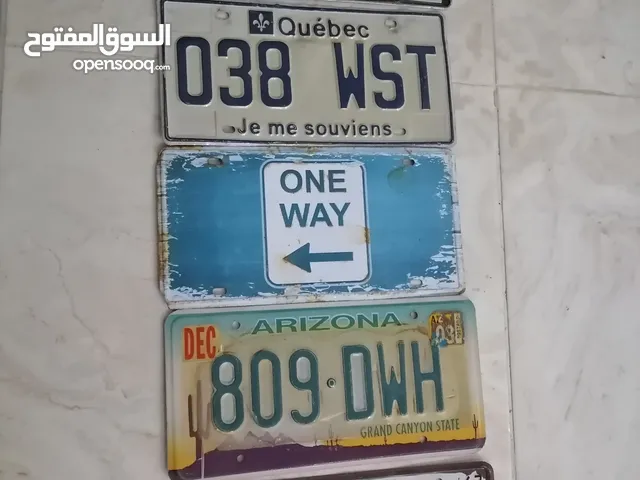 السوق المفتوح
opensooq.com
Québec
038 WST
Je me souviens
ONE
WAY
ARIZONA
DEC
AZ
03
809·DWH
GRAND CANYON STATE